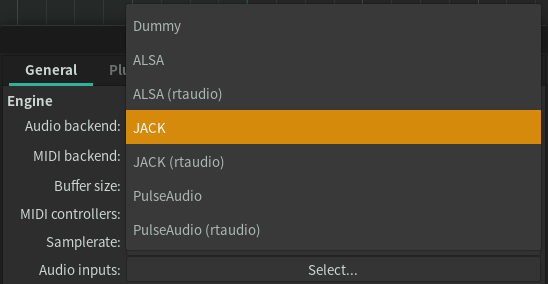 Dummy
ALSA
General Plu
ALSA (rtaudio)
Engine
Audio backend: JACK
MIDI backend: JACK (rtaudio)
Buffer size: PulseAudio
MIDI controllers: PulseAudio (rtaudio)
Samplerate:
Audio inputs: Select...